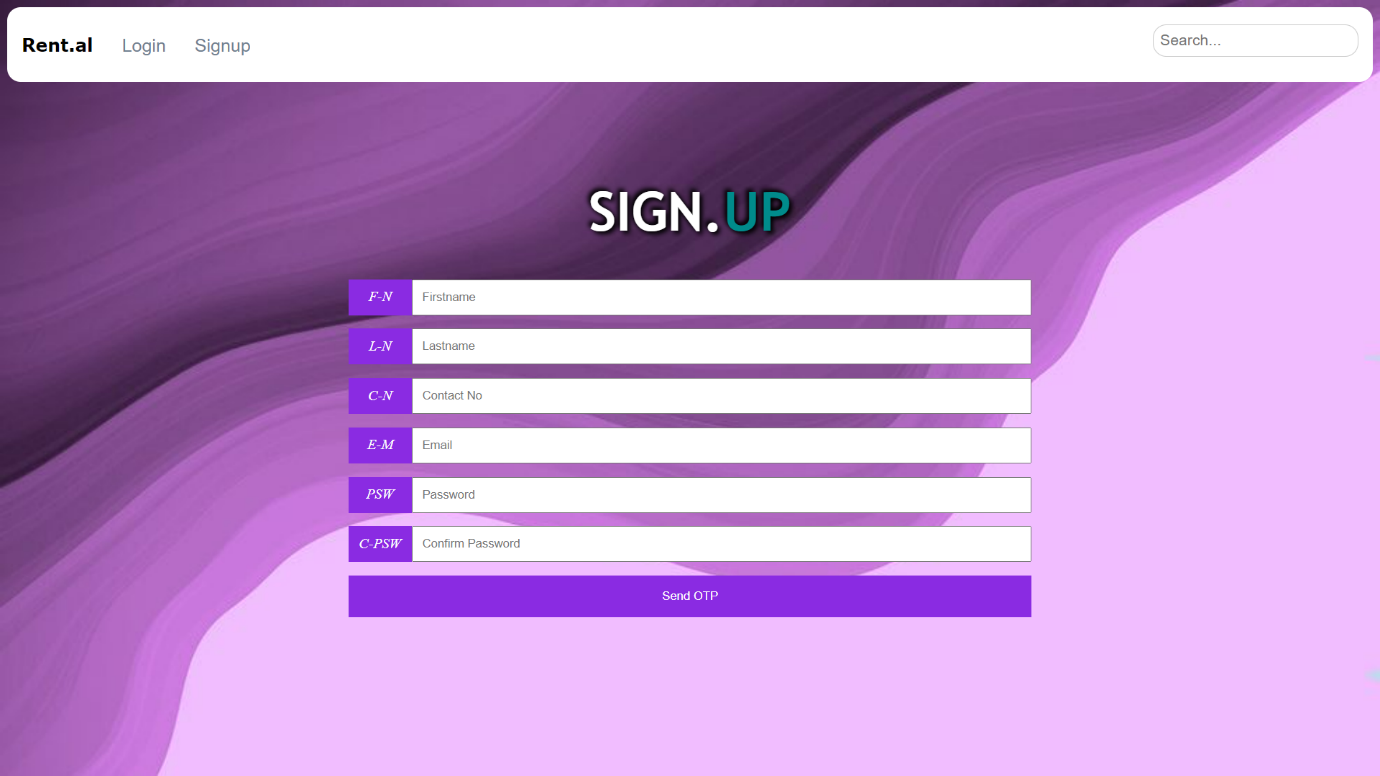 Rent.al Login Signup Search...
SIGN.UP
F-N Firstname
L-N Lastname
C-N Contact No
E-M Email
PSW Password
C-PSW Confirm Password
Send OTP